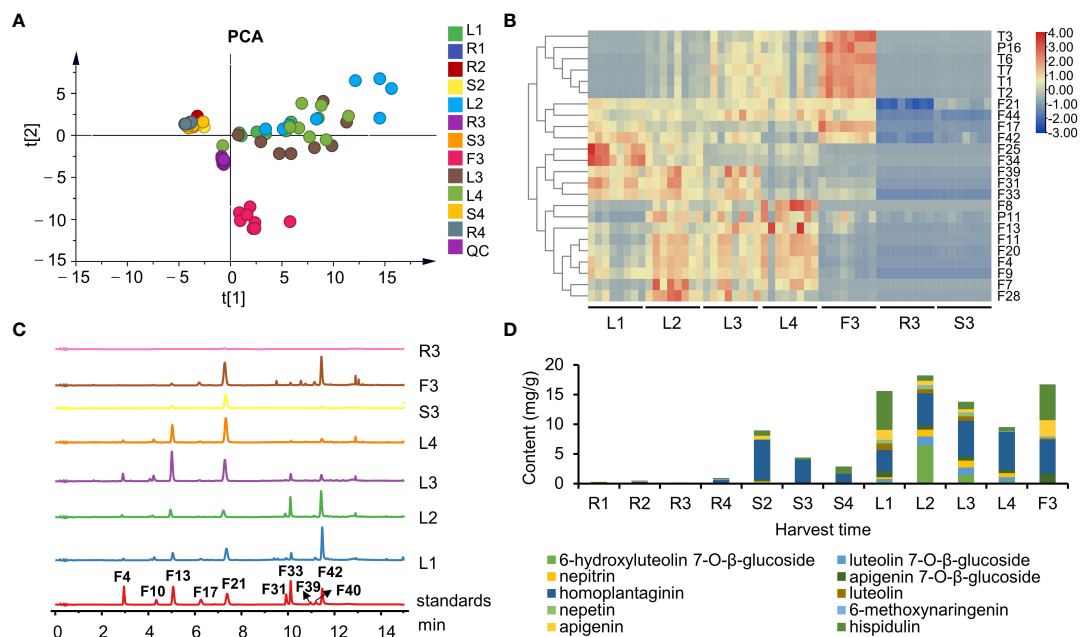 A
PCA
t[2]
5
0
−5
−10
−15
−15
−10
−5
0
5
10
15
t[1]
L1
R1
R2
S2
L2
R3
S3
F3
L3
L4
S4
R4
QC
B
T3
P16
T6
T7
T1
T2
F21
F44
F17
F42
F25
F34
F39
F31
F33
F8
P11
F13
F11
F20
F4
F9
F7
F28
4.00
3.00
2.00
1.00
0.000
-1.00
-2.00
-3.00
L1 L2 L3 L4 F3 R3 S3
C
R3
F3
S3
L4
L3
L2
L1
F4 F10 F13 F17 F21 F31 F33 F39 F42 F40
standards
0 2 4 6 8 10 12 14 min
D
Content (mg/g)
20
15
10
5
0
R1 R2 R3 R4 S2 S3 S4 L1 L2 L3 L4 F3
Harvest time
6-hydroxyluteolin 7-O-β-glucoside
nepitrin
homoplantaginin
nepetin
apigenin
luteolin 7-O-β-glucoside
apigenin 7-O-β-glucoside
luteolin
6-methoxynaringenin
hispidulin